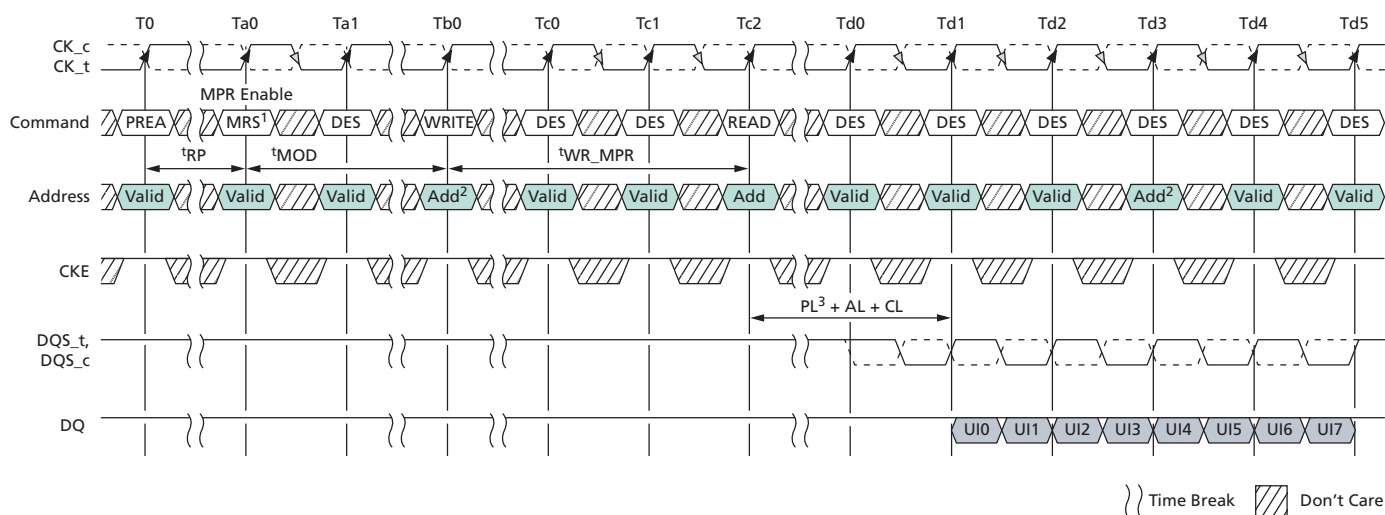 T0 Ta0 Ta1 Tb0 Tc0 Tc1 Tc2 Td0 Td1 Td2 Td3 Td4 Td5
CK_c
CK_t
MPR Enable
Command PREA MRS¹ DES WRITE DES DES READ DES DES DES DES DES DES
tRP tMOD tWR_MPR
Address Valid Valid Valid Add² Valid Valid Add Valid Valid Valid Add² Valid Valid
CKE
PL³ + AL + CL
DQS_t,
DQS_c
DQ UI0 UI1 UI2 UI3 UI4 UI5 UI6 UI7
Time Break Don't Care